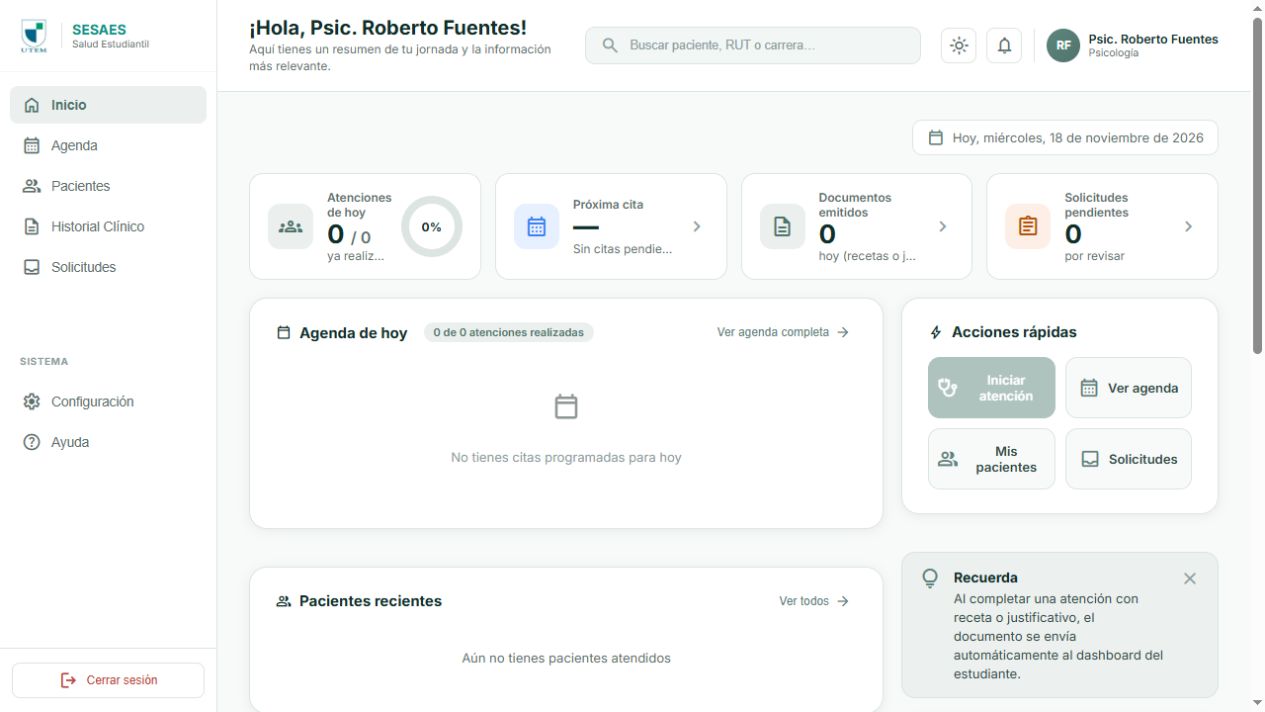 UTEM
SESAES
Salud Estudiantil
Inicio
Agenda
Pacientes
Historial Clínico
Solicitudes
SISTEMA
Configuración
Ayuda
Cerrar sesión
¡Hola, Psic. Roberto Fuentes!
Aquí tienes un resumen de tu jornada y la información
más relevante.
Buscar paciente, RUT o carrera...
RF
Psic. Roberto Fuentes
Psicología
Hoy, miércoles, 18 de noviembre de 2026
Atenciones
de hoy
0 / 0
ya realiz...
0%
Próxima cita
—
Sin citas pendie...
Documentos
emitidos
0
hoy (recetas o j...
Solicitudes
pendientes
0
por revisar
Agenda de hoy
0 de 0 atenciones realizadas
Ver agenda completa
No tienes citas programadas para hoy
Acciones rápidas
Iniciar
atención
Ver agenda
Mis
pacientes
Solicitudes
Pacientes recientes
Ver todos
Aún no tienes pacientes atendidos
Recuerda
Al completar una atención con
receta o justificativo, el
documento se envía
automáticamente al dashboard del
estudiante.